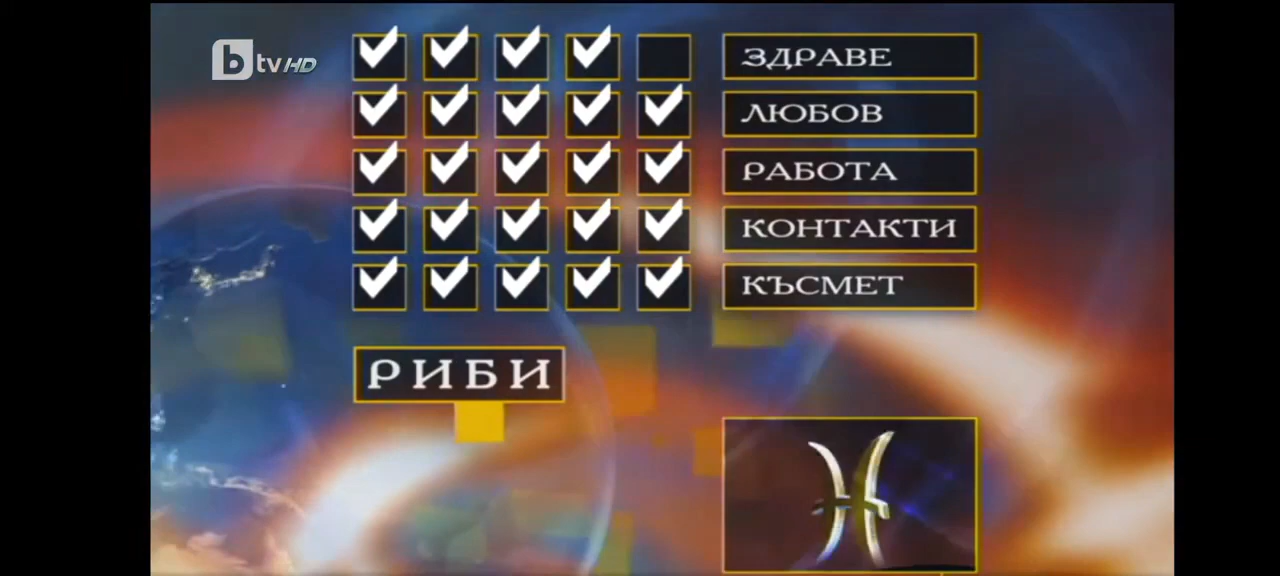 btvHD
ЗДРАВЕ
ЛЮБОВ
РАБОТА
КОНТАКТИ
КЪСМЕТ
РИБИ